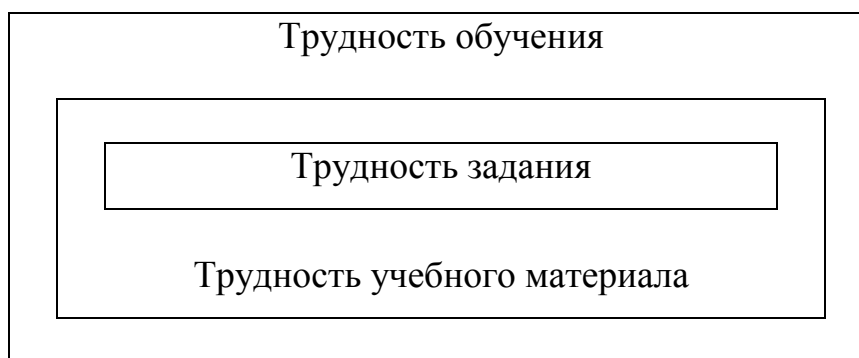 Трудность обучения
Трудность задания
Трудность учебного материала